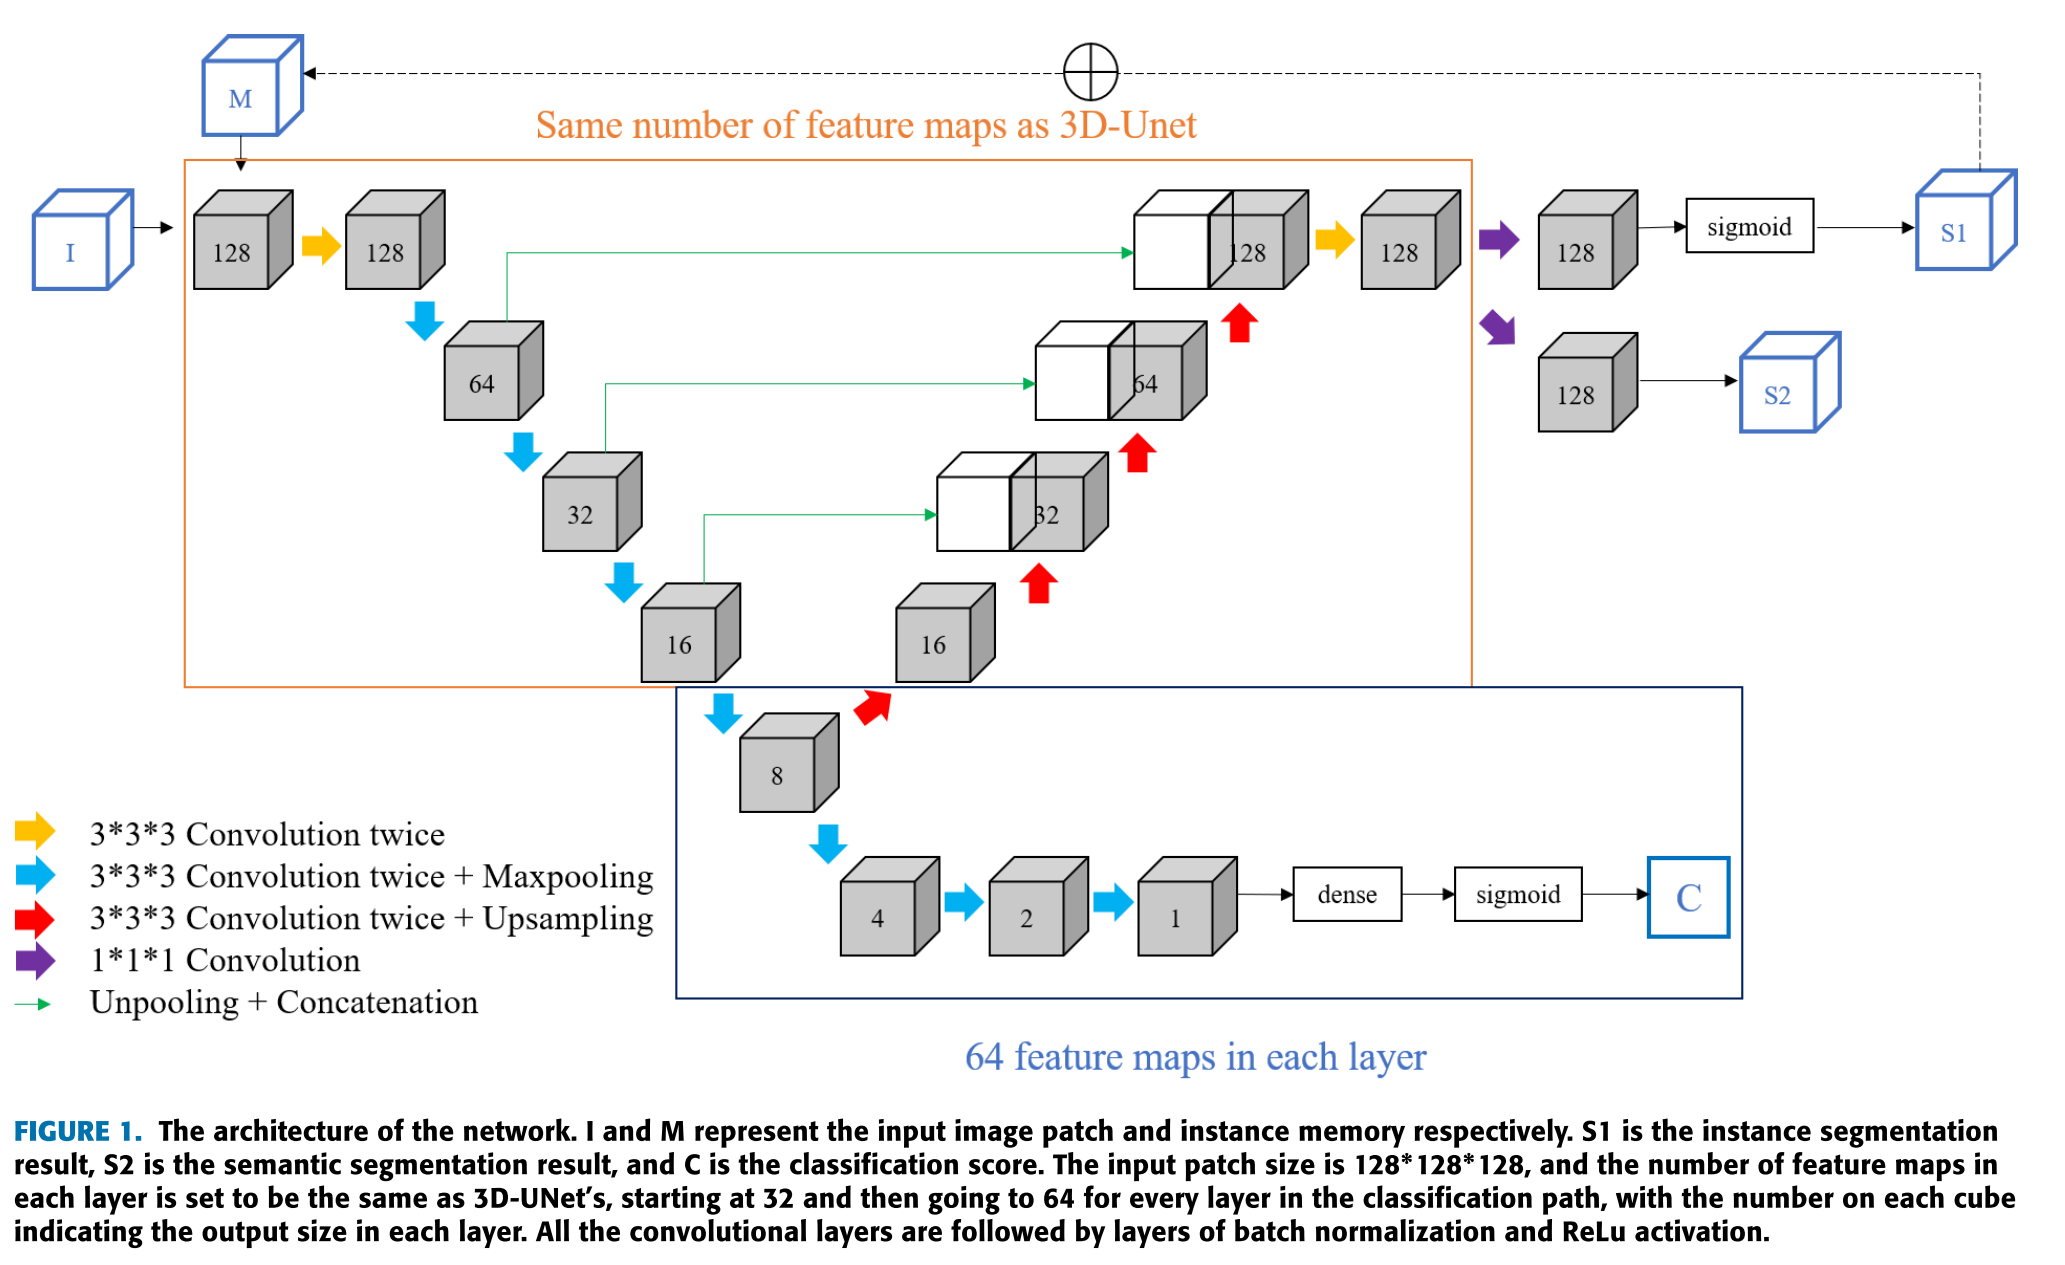 M
Same number of feature maps as 3D-Unet
I
128
128
128
128
128
sigmoid
S1
64
64
128
S2
32
32
16
16
8
3*3*3 Convolution twice
3*3*3 Convolution twice + Maxpooling
3*3*3 Convolution twice + Upsampling
1*1*1 Convolution
Unpooling + Concatenation
4
2
1
dense
sigmoid
C
64 feature maps in each layer
FIGURE 1. The architecture of the network. I and M represent the input image patch and instance memory respectively. S1 is the instance segmentation
result, S2 is the semantic segmentation result, and C is the classification score. The input patch size is 128*128*128, and the number of feature maps in
each layer is set to be the same as 3D-UNet's, starting at 32 and then going to 64 for every layer in the classification path, with the number on each cube
indicating the output size in each layer. All the convolutional layers are followed by layers of batch normalization and ReLu activation.